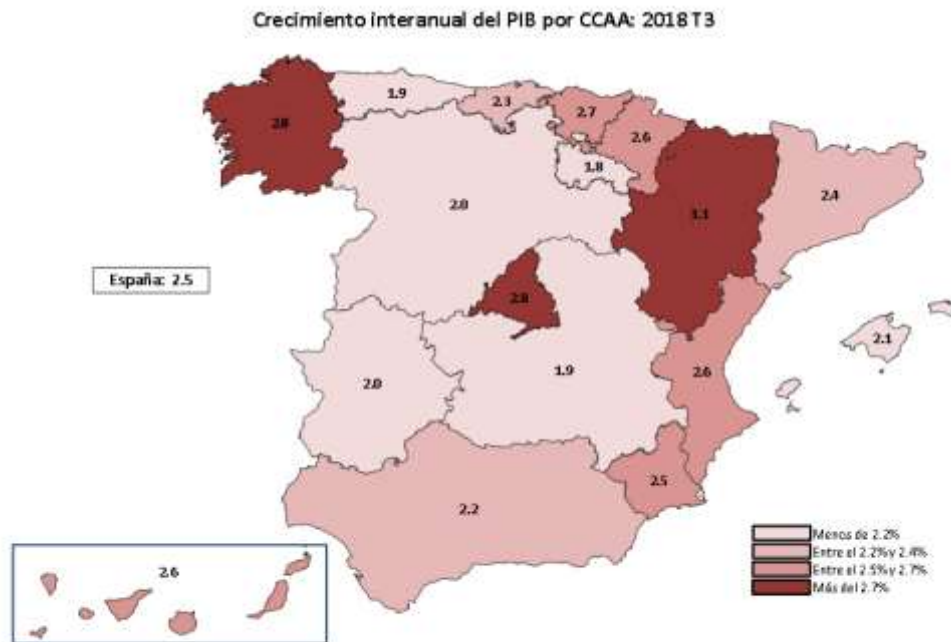 Crecimiento interanual del PIB por CCAA: 2018 T3
1.9
2.3
2.7
2.6
2.8
1.8
2.0
3.1
2.4
España: 2.5
2.8
2.1
2.0
1.9
2.6
2.5
2.2
2.6
Menos de 2.2%
Entre el 2.2% y 2.4%
Entre el 2.5% y 2.7%
Más del 2.7%